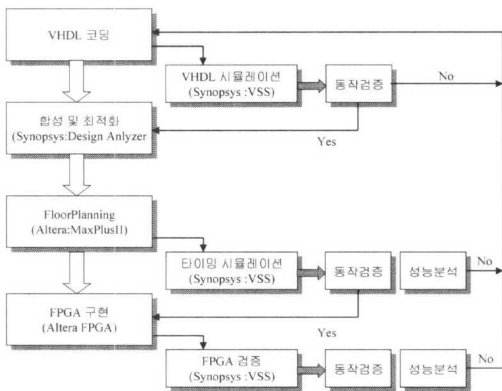 VHDL 코딩
VHDL 시뮬레이션
(Synopsys :VSS)
동작검증
No
합성 및 최적화
(Synopsys:Design Anlyzer
Yes
FloorPlanning
(Altera:MaxPlusII)
타이밍 시뮬레이션
(Synopsys :VSS)
동작검증
성능분석
No
FPGA 구현
(Altera FPGA)
Yes
FPGA 검증
(Synopsys :VSS)
동작검증
성능분석
No